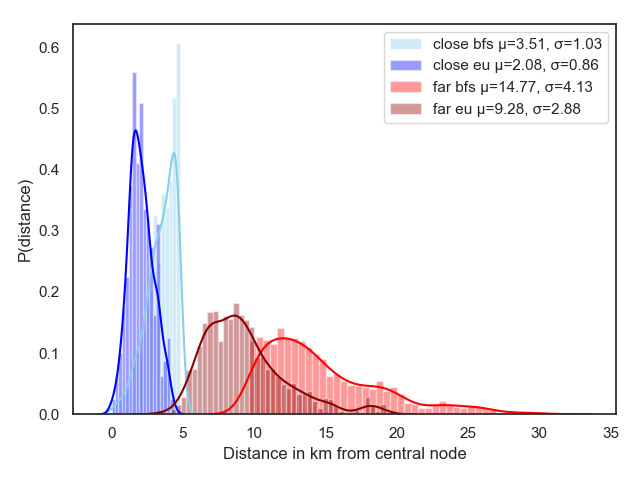 close bfs μ=3.51, σ=1.03
close eu μ=2.08, σ=0.86
far bfs μ=14.77, σ=4.13
far eu μ=9.28, σ=2.88
P(distance)
0.6
0.5
0.4
0.3
0.2
0.1
0.0
0 5 10 15 20 25 30 35
Distance in km from central node